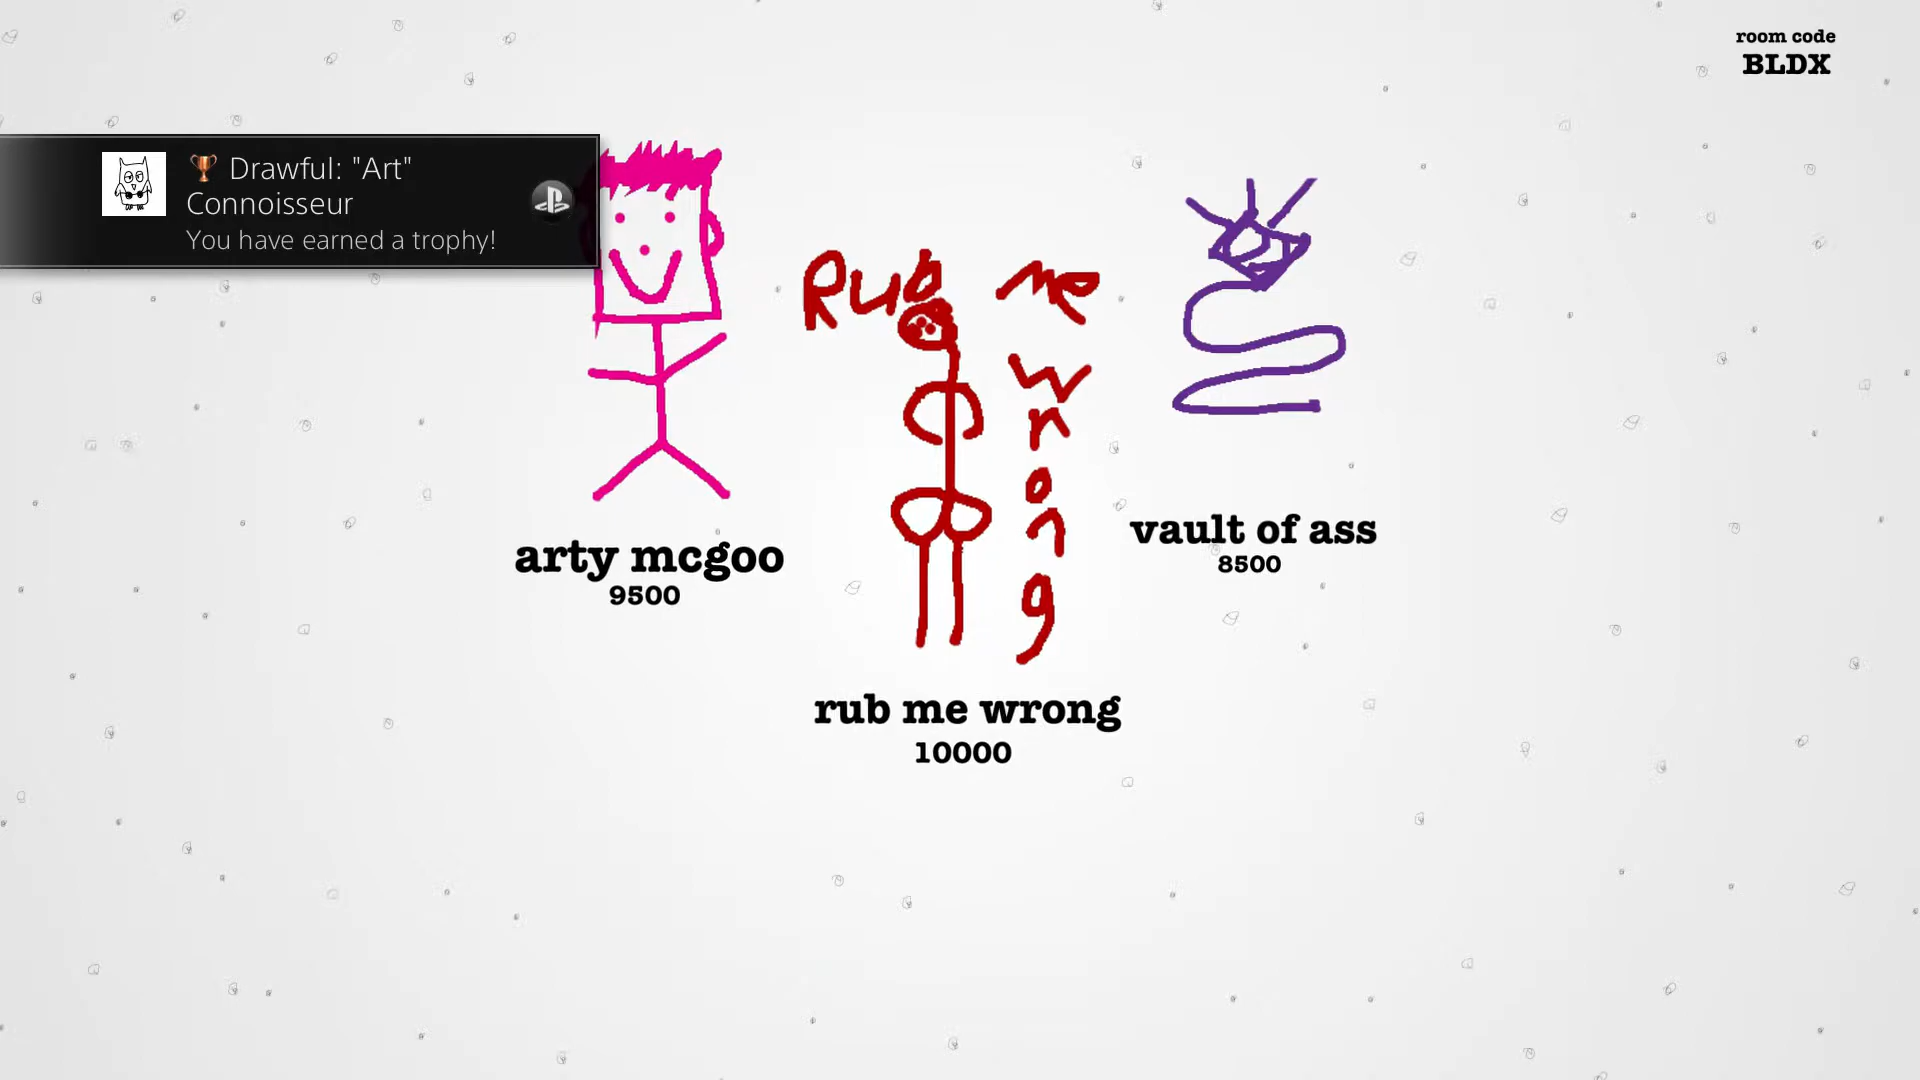 room code
BLDX
Drawful: "Art"
Connoisseur
You have earned a trophy!
Rub me
wrong
arty mcgoo
9500
rub me wrong
10000
vault of ass
8500